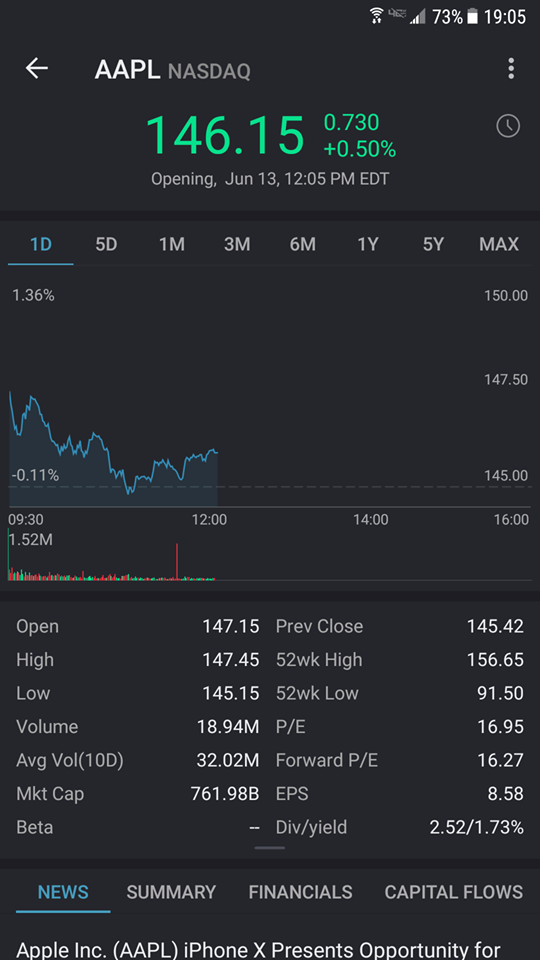 73% 19:05
AAPL NASDAQ
146.15 0.730
+0.50%
Opening, Jun 13, 12:05 PM EDT
1D 5D 1M 3M 6M 1Y 5Y MAX
1.36% 150.00
147.50
-0.11% 145.00
09:30 12:00 14:00 16:00
1.52M
Open 147.15 Prev Close 145.42
High 147.45 52wk High 156.65
Low 145.15 52wk Low 91.50
Volume 18.94M P/E 16.95
Avg Vol(10D) 32.02M Forward P/E 16.27
Mkt Cap 761.98B EPS 8.58
Beta -- Div/yield 2.52/1.73%
NEWS SUMMARY FINANCIALS CAPITAL FLOWS
Apple Inc. (AAPL) iPhone X Presents Opportunity for